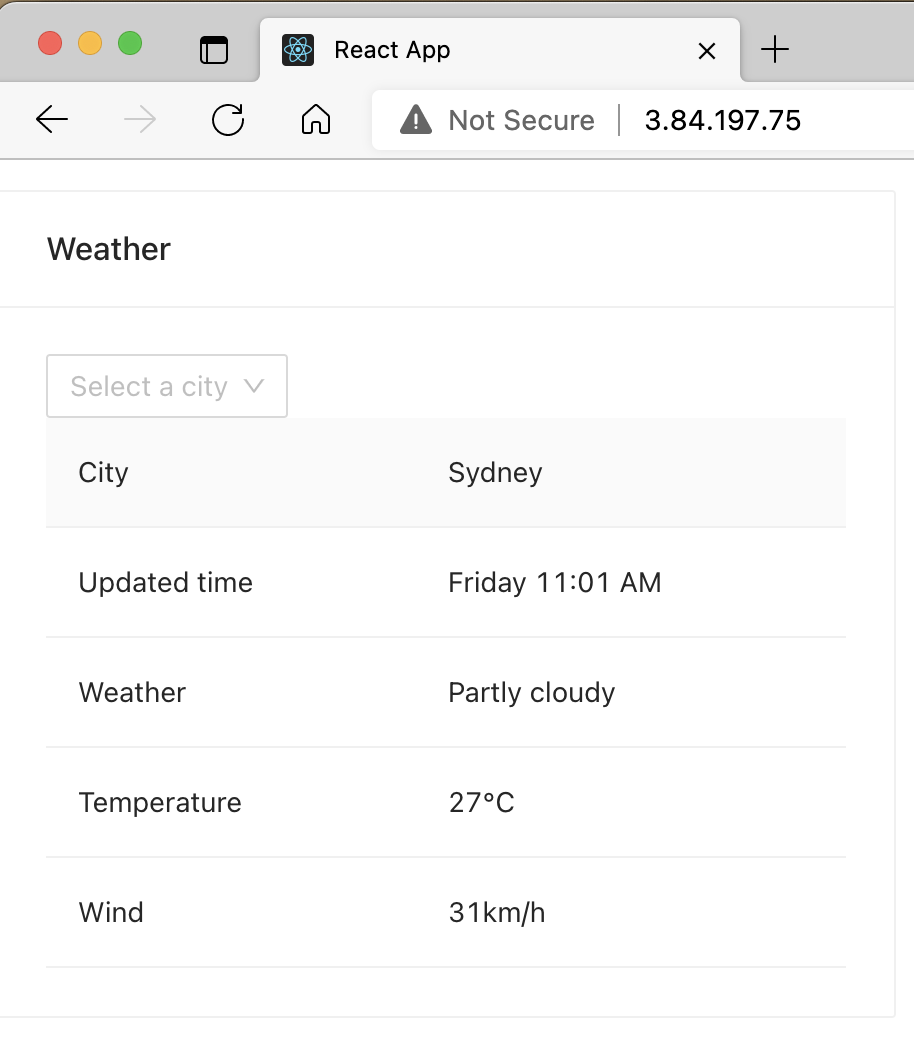 React App
Not Secure 3.84.197.75
Weather
Select a city
City Sydney
Updated time Friday 11:01 AM
Weather Partly cloudy
Temperature 27°C
Wind 31km/h